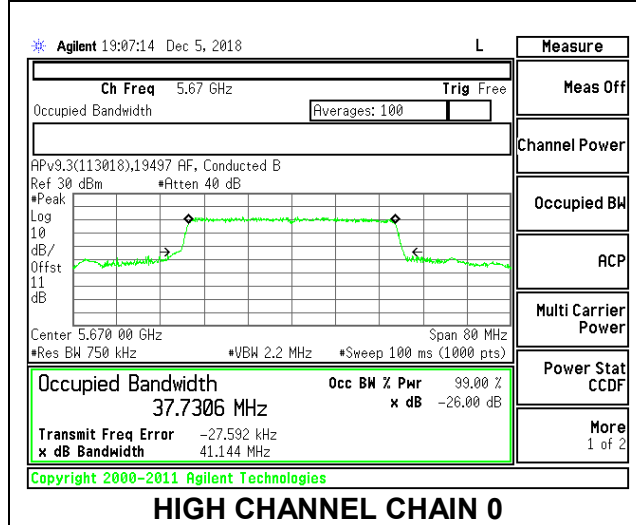 Agilent 19:07:14 Dec 5, 2018 L
Measure
Ch Freq 5.67 GHz Trig Free
Occupied Bandwidth Averages: 100
Meas Off
Channel Power
APv9.3(113018),19497 AF, Conducted B
Ref 30 dBm #Atten 40 dB
#Peak
Log
10
dB/
Offst
11
dB
Occupied BW
ACP
Center 5.670 00 GHz Span 80 MHz
#Res BW 750 kHz #VBW 2.2 MHz #Sweep 100 ms (1000 pts)
Multi Carrier
Power
Occupied Bandwidth Occ BW % Pwr 99.00 %
37.7306 MHz x dB -26.00 dB
Transmit Freq Error -27.592 kHz
x dB Bandwidth 41.144 MHz
Power Stat
CCDF
More
1 of 2
Copyright 2000-2011 Agilent Technologies
HIGH CHANNEL CHAIN 0